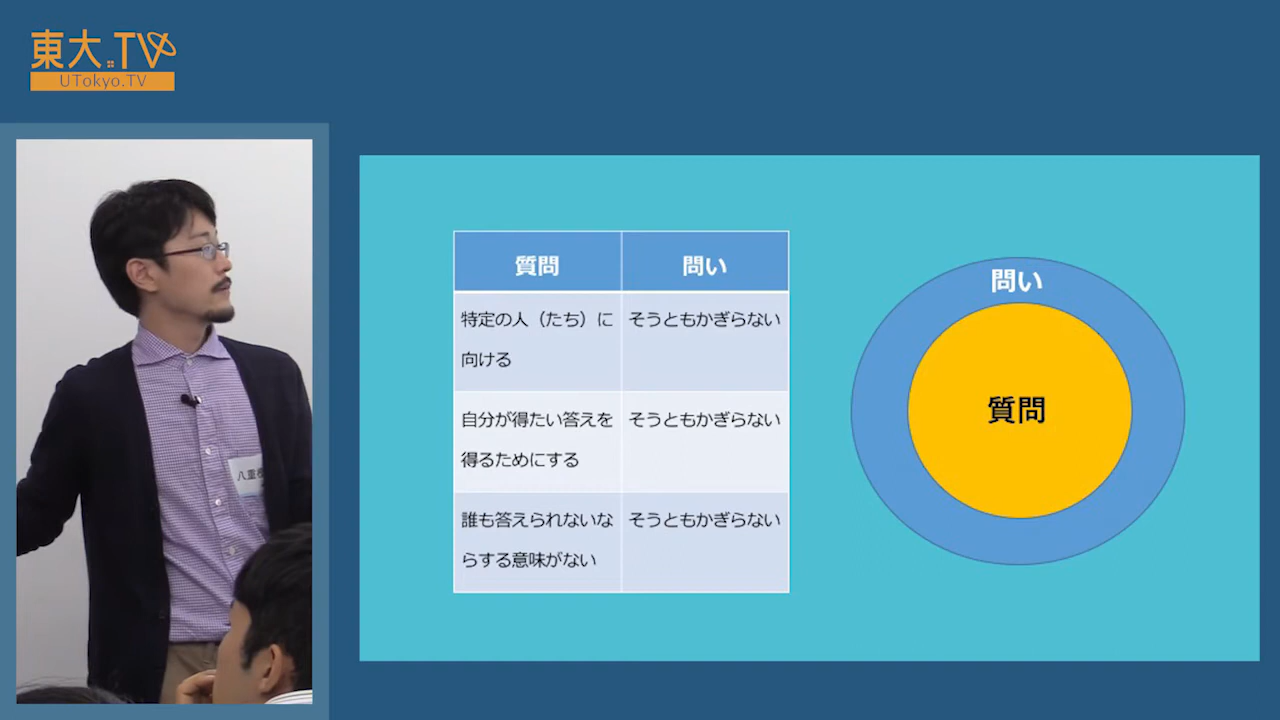 東大.TV
UTokyo.TV
八重
質問
問い
特定の人（たち）に
向ける
そうともかぎらない
自分が得たい答えを
得るためにする
そうともかぎらない
誰も答えられないな
らする意味がない
そうともかぎらない
問い
質問